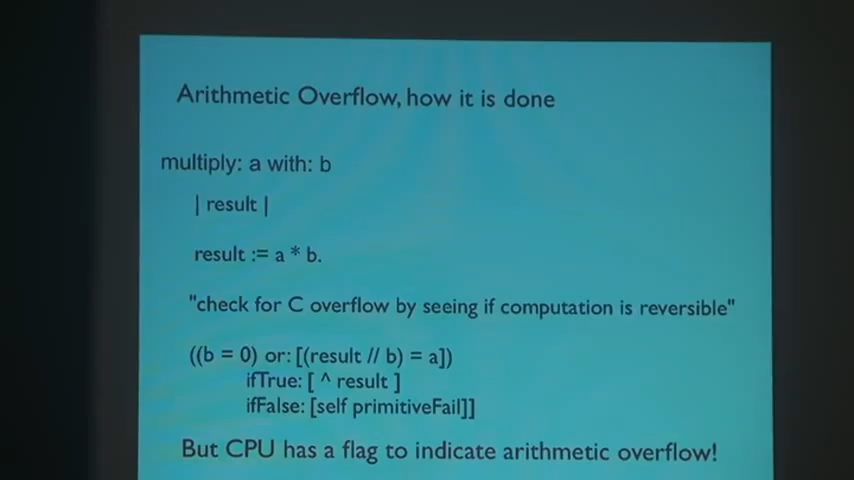 Arithmetic Overflow, how it is done
multiply: a with: b
| result |
result := a * b.
"check for C overflow by seeing if computation is reversible"
((b = 0) or: [(result // b) = a])
ifTrue: [ ^ result ]
ifFalse: [self primitiveFail]]
But CPU has a flag to indicate arithmetic overflow!